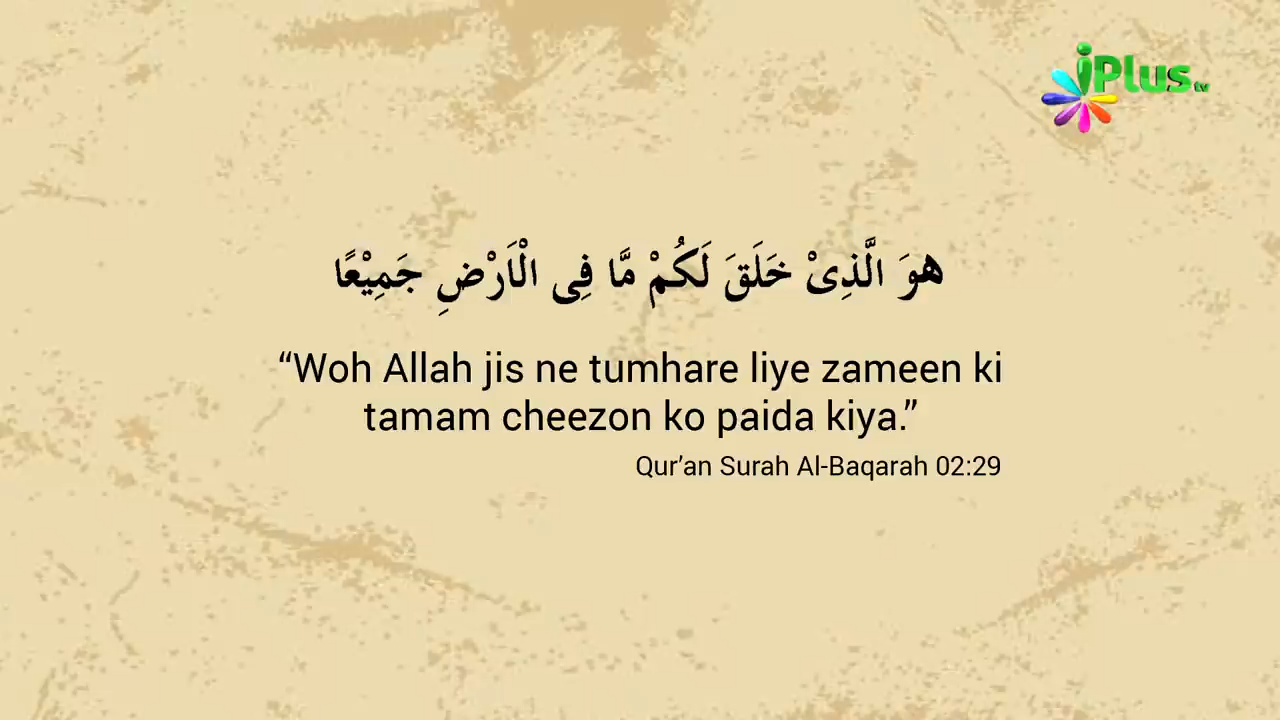 iPlus tv
هوَ الَّذِىْ خَلَقَ لَكُمْ مَّا فِى الْاَرْضِ جَمِيْعًا
“Woh Allah jis ne tumhare liye zameen ki
tamam cheezon ko paida kiya.”
Qur’an Surah Al-Baqarah 02:29